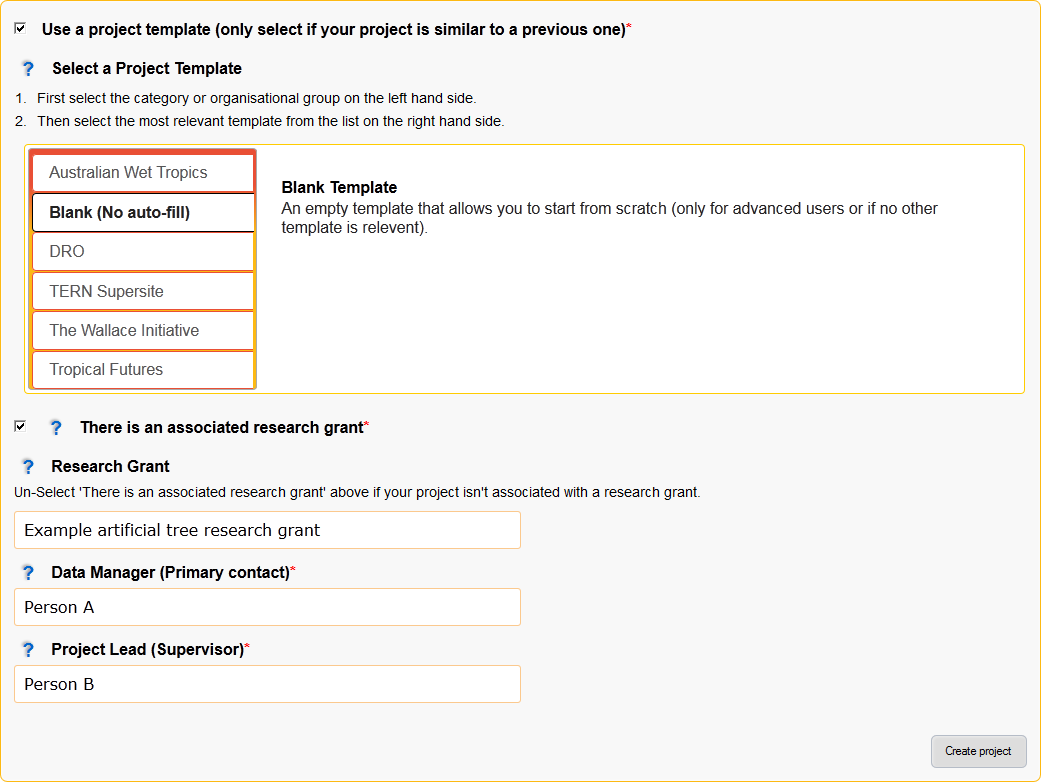 Use a project template (only select if your project is similar to a previous one)*
? Select a Project Template
1. First select the category or organisational group on the left hand side.
2. Then select the most relevant template from the list on the right hand side.
Australian Wet Tropics
Blank (No auto-fill)
DRO
TERN Supersite
The Wallace Initiative
Tropical Futures
Blank Template
An empty template that allows you to start from scratch (only for advanced users or if no other
template is relevent).
? There is an associated research grant*
? Research Grant
Un-Select 'There is an associated research grant' above if your project isn't associated with a research grant.
Example artificial tree research grant
? Data Manager (Primary contact)*
Person A
? Project Lead (Supervisor)*
Person B
Create project